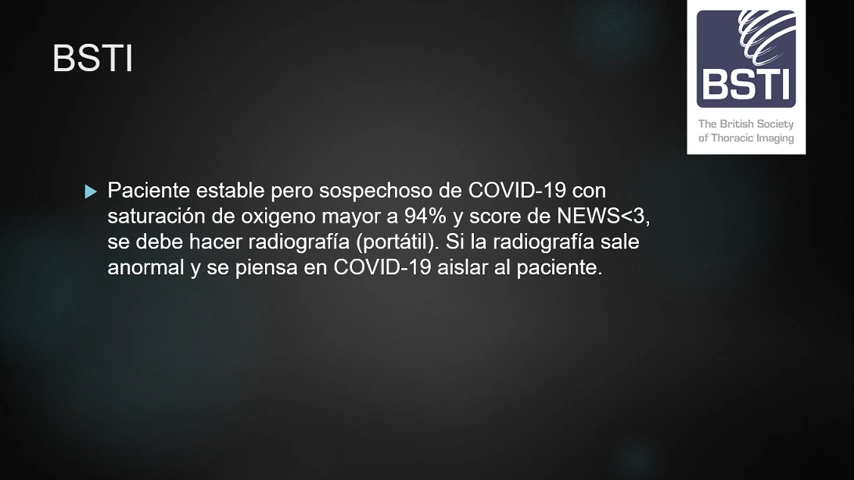 BSTI
BSTI
The British Society
of Thoracic Imaging
Paciente estable pero sospechoso de COVID-19 con
saturación de oxigeno mayor a 94% y score de NEWS<3,
se debe hacer radiografía (portátil). Si la radiografía sale
anormal y se piensa en COVID-19 aislar al paciente.